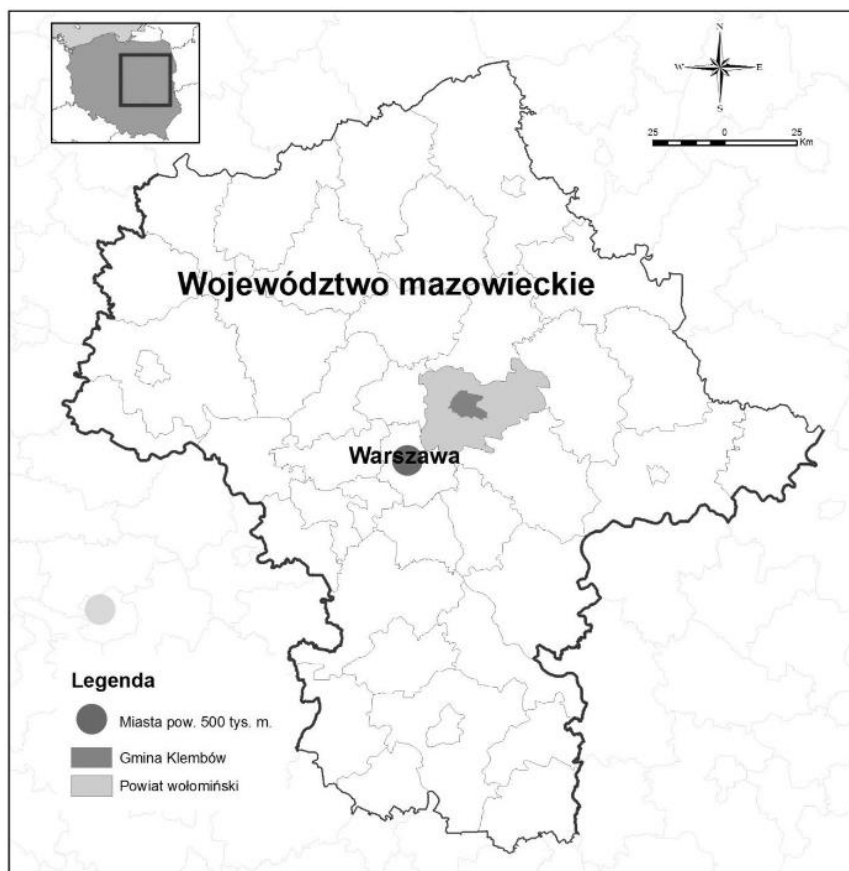 N
W E
S
25 0 25
Km
Województwo mazowieckie
Warszawa
Legenda
Miasta pow. 500 tys. m.
Gmina Klembów
Powiat wołomiński